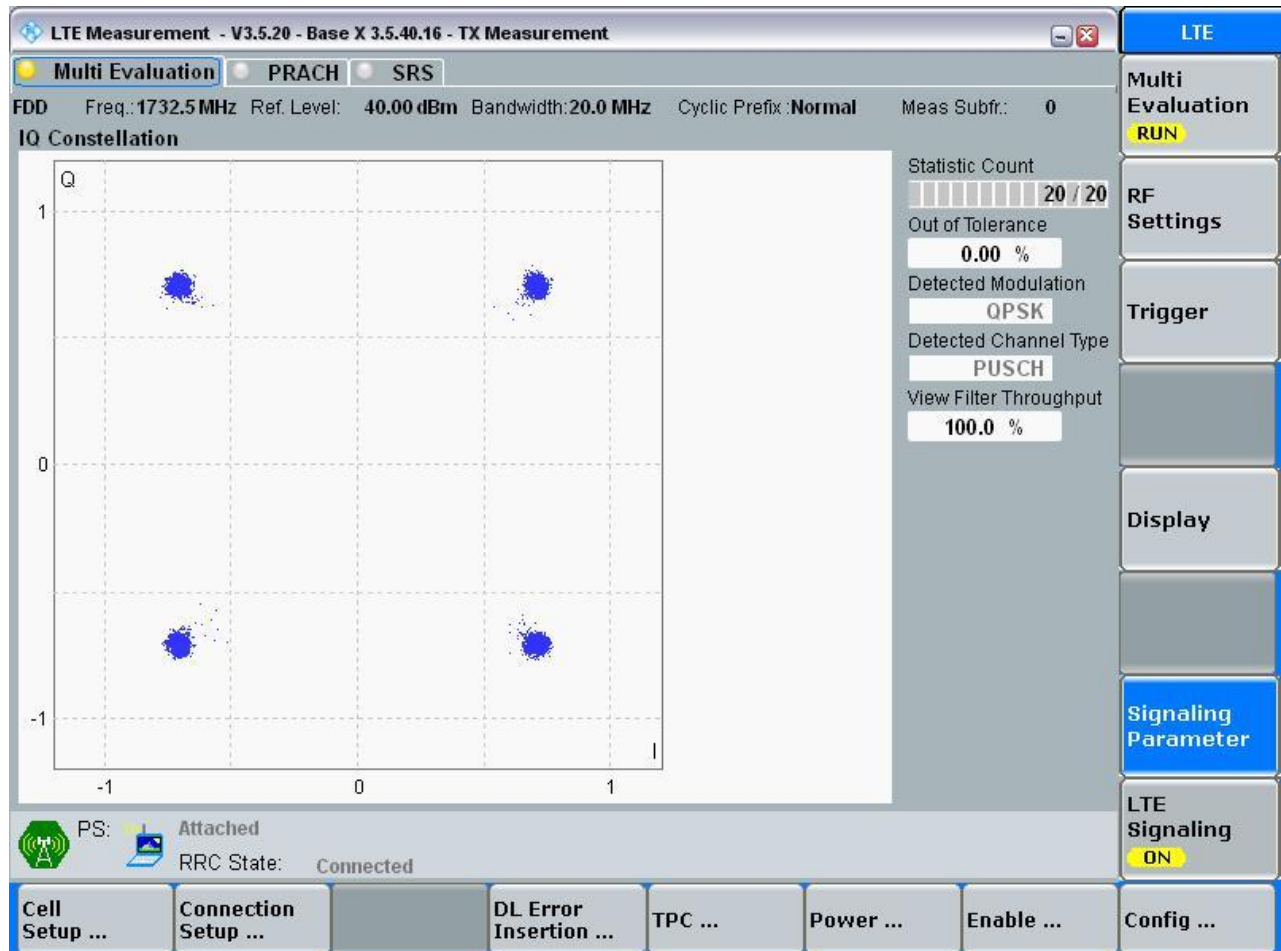 LTE Measurement - V3.5.20 - Base X 3.5.40.16 - TX Measurement
LTE
Multi Evaluation PRACH SRS
FDD Freq.: 1732.5 MHz Ref. Level: 40.00 dBm Bandwidth: 20.0 MHz Cyclic Prefix : Normal Meas Subfr.: 0
IQ Constellation
Q
1
0
-1
-1 0 1
I
Statistic Count
20 / 20
Out of Tolerance
0.00 %
Detected Modulation
QPSK
Detected Channel Type
PUSCH
View Filter Throughput
100.0 %
Multi
Evaluation
RUN
RF
Settings
Trigger
Display
Signaling
Parameter
LTE
Signaling
ON
PS: Attached
RRC State: Connected
Cell
Setup ...
Connection
Setup ...
DL Error
Insertion ...
TPC ...
Power ...
Enable ...
Config ...